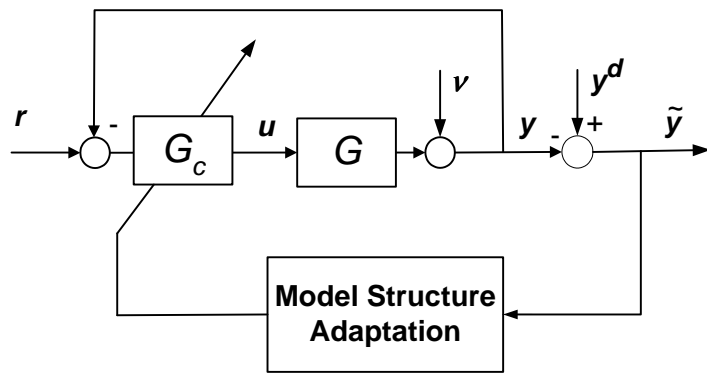 r
-
G_c
u
G
ν
y
-
y^d
+
ỹ
Model Structure
Adaptation